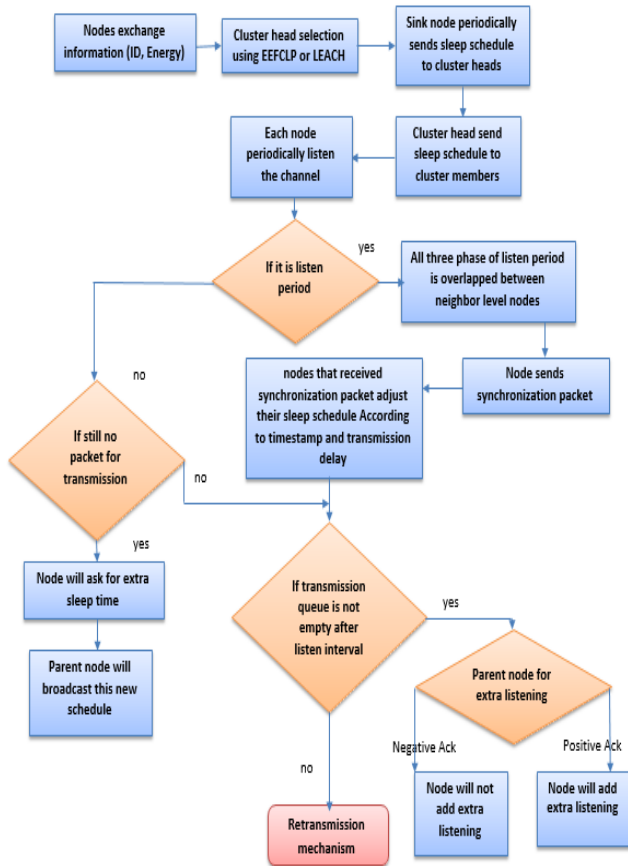 Nodes exchange
information (ID, Energy)
Cluster head selection
using EEFCLP or LEACH
Sink node periodically
sends sleep schedule
to cluster heads
Cluster head send
sleep schedule to
cluster members
Each node
periodically listen
the channel
If it is listen
period
yes
All three phase of listen period
is overlapped between
neighbor level nodes
Node sends
synchronization packet
nodes that received
synchronization packet adjust
their sleep schedule According
to timestamp and transmission
delay
no
If still no
packet for
transmission
no
yes
Node will ask for extra
sleep time
Parent node will
broadcast this new
schedule
If transmission
queue is not
empty after
listen interval
yes
Parent node for
extra listening
Negative Ack
Positive Ack
Node will not
add extra
listening
Node will add
extra listening
no
Retransmission
mechanism